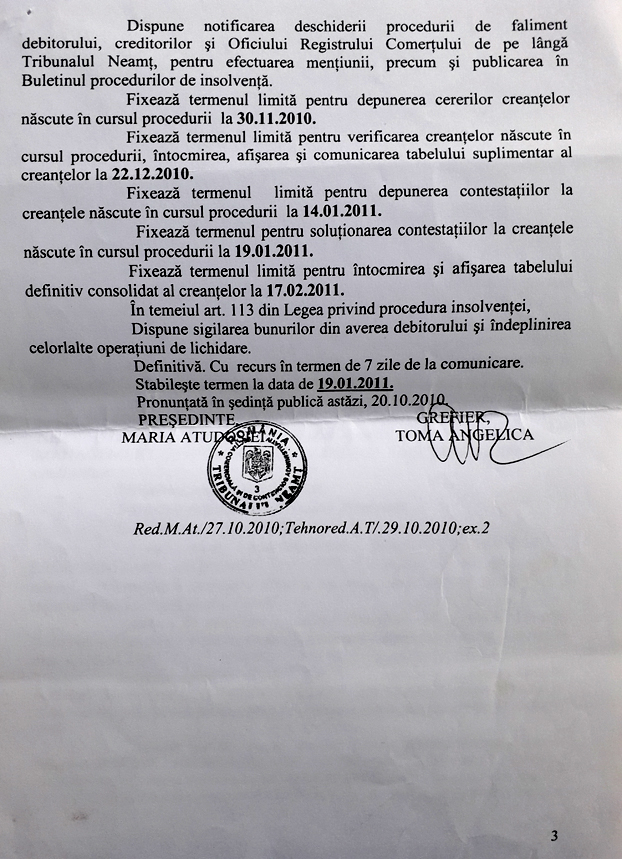 Dispune notificarea deschiderii procedurii de faliment
debitorului, creditorilor şi Oficiului Registrului Comerţului de pe lângă
Tribunalul Neamţ, pentru efectuarea menţiunii, precum şi publicarea în
Buletinul procedurilor de insolvenţă.
Fixează termenul limită pentru depunerea cererilor creanţelor
născute în cursul procedurii la 30.11.2010.
Fixează termenul limită pentru verificarea creanţelor născute în
cursul procedurii, întocmirea, afişarea şi comunicarea tabelului suplimentar al
creanţelor la 22.12.2010.
Fixează termenul limită pentru depunerea contestaţiilor la
creanţele născute în cursul procedurii la 14.01.2011.
Fixează termenul pentru soluţionarea contestaţiilor la creanţele
născute în cursul procedurii la 19.01.2011.
Fixează termenul limită pentru întocmirea şi afişarea tabelului
definitiv consolidat al creanţelor la 17.02.2011.
În temeiul art. 113 din Legea privind procedura insolvenţei,
Dispune sigilarea bunurilor din averea debitorului şi îndeplinirea
celorlalte operaţiuni de lichidare.
Definitivă. Cu recurs în termen de 7 zile de la comunicare.
Stabileşte termen la data de 19.01.2011.
Pronunţată în şedinţă publică astăzi, 20.10.2010.
PREŞEDINTE, GREFIER,
MARIA TOMA ANGELICA
ROMÂNIA
TRIBUNALUL NEAMŢ
3
Red.M.At./27.10.2010;Tehnored.A.T/.29.10.2010;ex.2
3